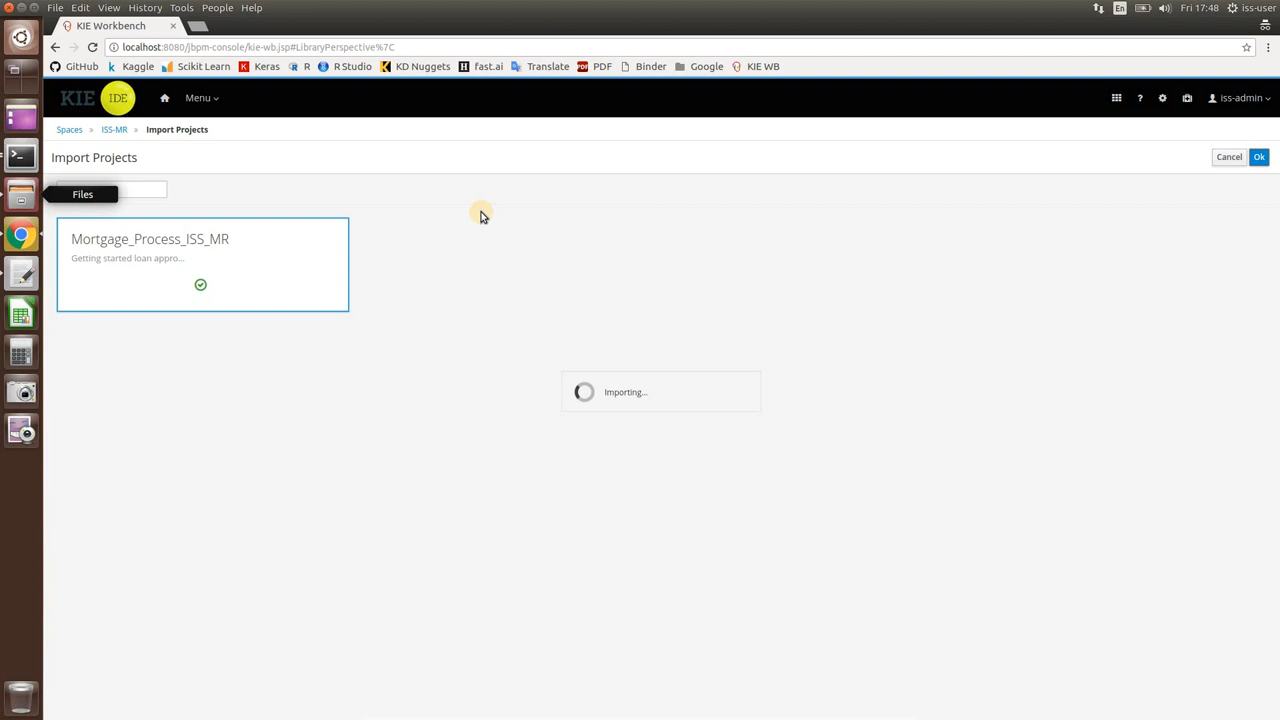 File Edit View History Tools People Help
En Fri 17:48 iss-user
KIE Workbench
localhost:8080/jbpm-console/kie-wb.jsp#LibraryPerspective%7C
GitHub Kaggle Scikit Learn Keras R R Studio KD Nuggets fast.ai Translate PDF Binder Google KIE WB
KIE IDE Menu iss-admin
Spaces » ISS-MR » Import Projects
Import Projects
Cancel Ok
Files
Mortgage_Process_ISS_MR
Getting started loan appro...
Importing...